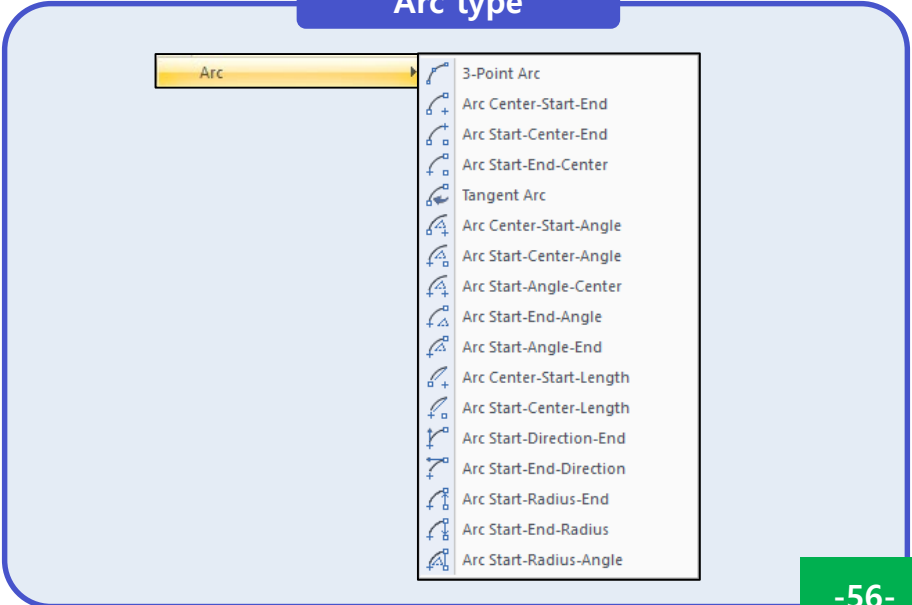 Arc type
Arc
3-Point Arc
Arc Center-Start-End
Arc Start-Center-End
Arc Start-End-Center
Tangent Arc
Arc Center-Start-Angle
Arc Start-Center-Angle
Arc Start-Angle-Center
Arc Start-End-Angle
Arc Start-Angle-End
Arc Center-Start-Length
Arc Start-Center-Length
Arc Start-Direction-End
Arc Start-End-Direction
Arc Start-Radius-End
Arc Start-End-Radius
Arc Start-Radius-Angle
-56-